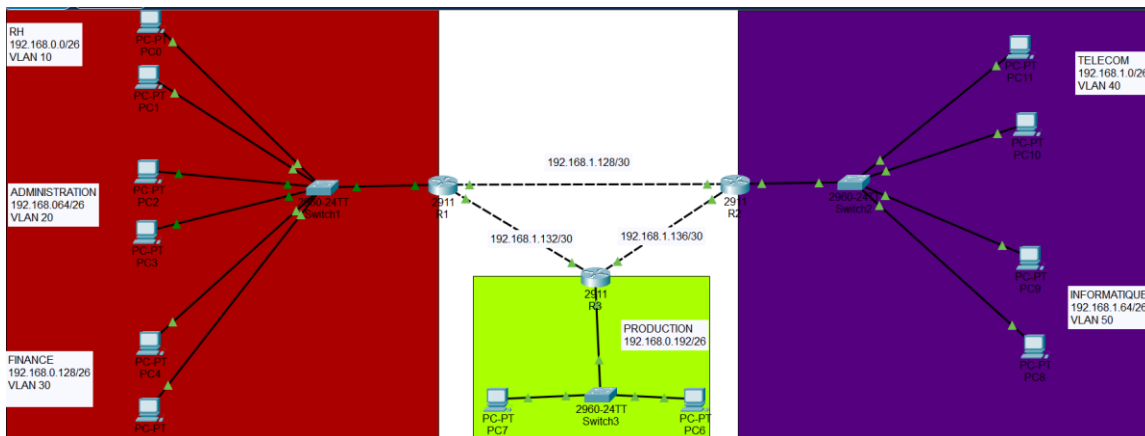 RH
192.168.0.0/26
VLAN 10
PC-PT
PC0
PC-PT
PC1
ADMINISTRATION
192.168.064/26
VLAN 20
PC-PT
PC2
PC-PT
PC3
FINANCE
192.168.0.128/26
VLAN 30
PC-PT
PC4
PC-PT
2960-24TT
Switch1
2911
R1
192.168.1.128/30
192.168.1.132/30
192.168.1.136/30
2911
R2
2911
R3
PRODUCTION
192.168.0.192/26
2960-24TT
Switch3
PC-PT
PC7
PC-PT
PC6
2960-24TT
Switch2
PC-PT
PC11
TELECOM
192.168.1.0/26
VLAN 40
PC-PT
PC10
PC-PT
PC9
INFORMATIQUE
192.168.1.64/26
VLAN 50
PC-PT
PC8